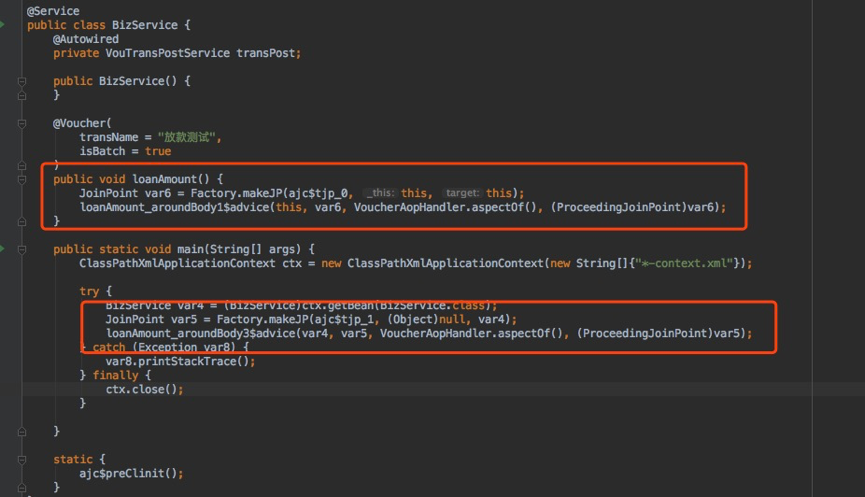 @Service
public class BizService {
@Autowired
private VouTransPostService transPost;
public BizService() {
}
@Voucher(
transName = "放款测试",
isBatch = true
)
public void loanAmount() {
JoinPoint var6 = Factory.makeJP(ajc$tjp_0, _this: this, target: this);
loanAmount_aroundBody1$advice(this, var6, VoucherAopHandler.aspectOf(), (ProceedingJoinPoint)var6);
}
public static void main(String[] args) {
ClassPathXmlApplicationContext ctx = new ClassPathXmlApplicationContext(new String[]{"*-context.xml"});
try {
BizService var4 = (BizService)ctx.getBean(BizService.class);
JoinPoint var5 = Factory.makeJP(ajc$tjp_1, (Object)null, var4);
loanAmount_aroundBody3$advice(var4, var5, VoucherAopHandler.aspectOf(), (ProceedingJoinPoint)var5);
} catch (Exception var8) {
var8.printStackTrace();
} finally {
ctx.close();
}
}
static {
ajc$preClinit();
}